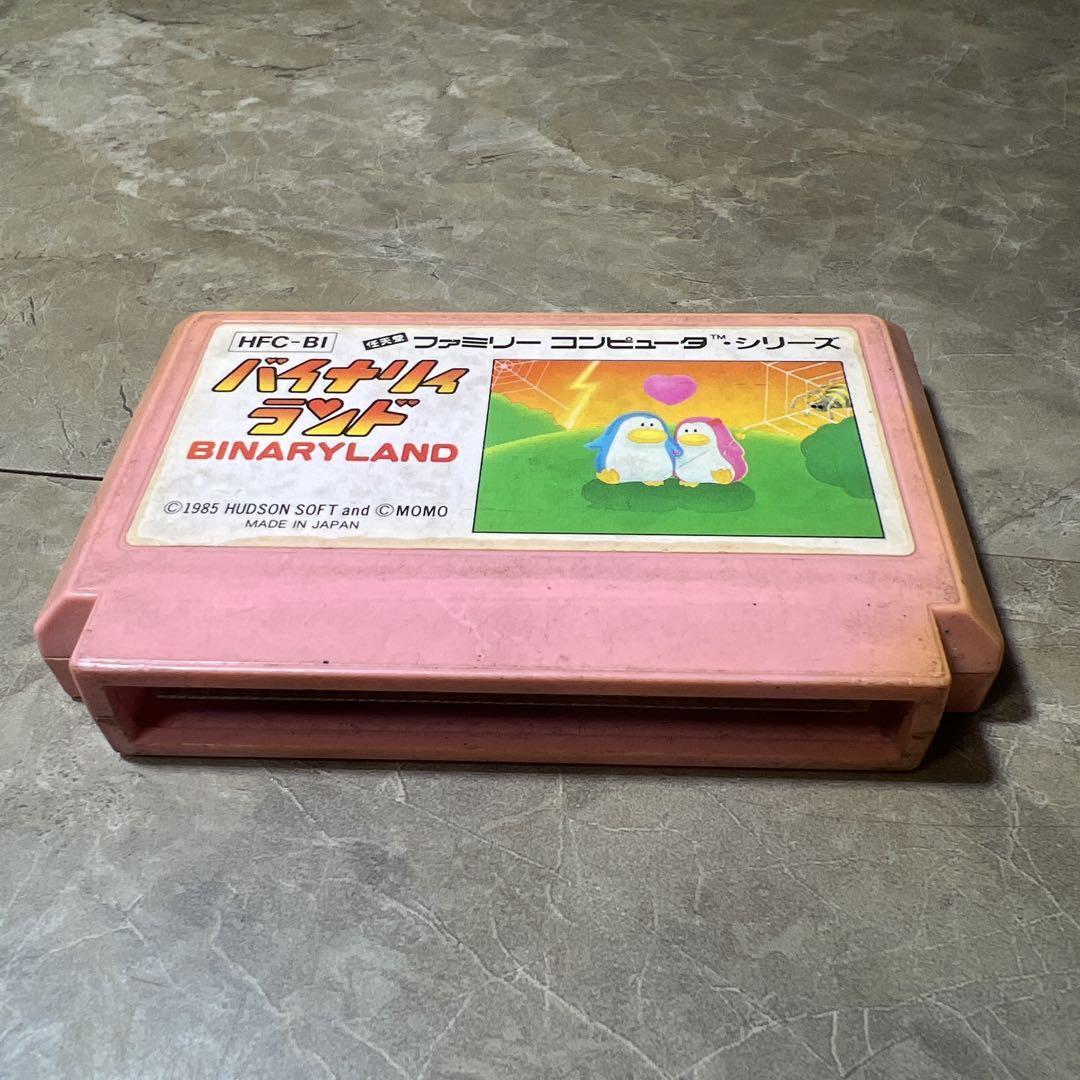 HFC-BI
任天堂 ファミリー コンピュータ™・シリーズ
バイナリィ
ランド
BINARYLAND
©1985 HUDSON SOFT and ©MOMO
MADE IN JAPAN